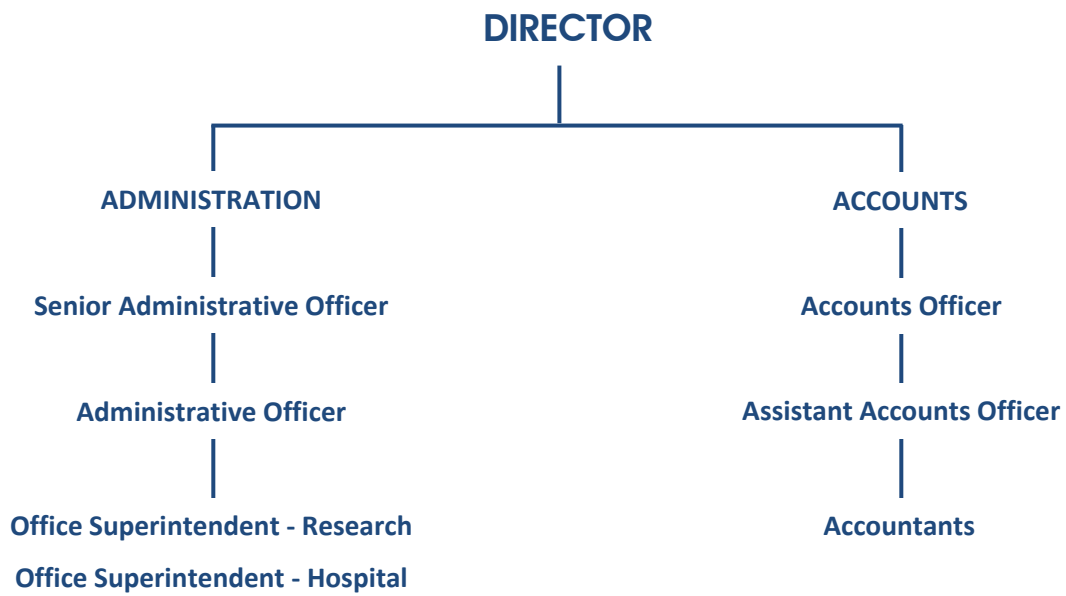 DIRECTOR
ADMINISTRATION
ACCOUNTS
Senior Administrative Officer
Accounts Officer
Administrative Officer
Assistant Accounts Officer
Office Superintendent - Research
Accountants
Office Superintendent - Hospital